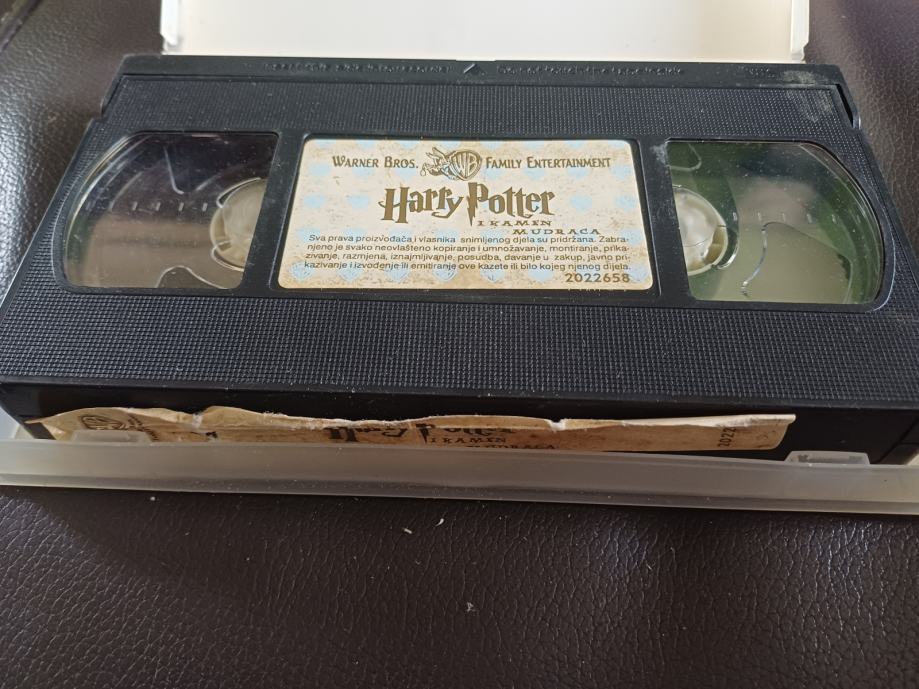 WARNER BROS. WB FAMILY ENTERTAINMENT
Harry Potter
I KAMEN
MUDRACA
Sva prava proizvođača i vlasnika snimljenog djela su pridržana. Zabra-
njeno je svako neovlašteno kopiranje i umnožavanje, montiranje, prika-
zivanje, razmjena, iznajmljivanje, posudba, davanje u zakup, javno pri-
kazivanje i izvođenje ili emitiranje ove kazete ili bilo kojeg njenog dijela.
2022658
Harry Potter
I KAMEN
MUDRACA